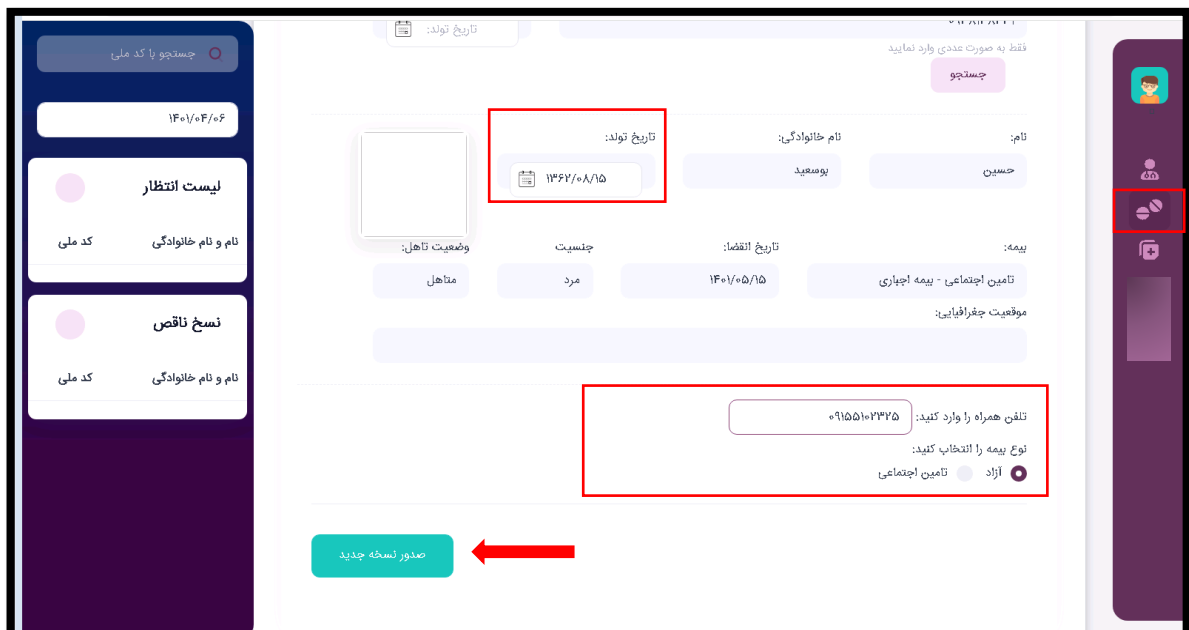 تاریخ تولد:
فقط به صورت عددی وارد نمایید
جستجو
نام:
نام خانوادگی:
تاریخ تولد:
حسین
بوسعید
۱۳۶۲/۰۸/۱۵
بیمه:
تاریخ انقضا:
جنسیت
وضعیت تاهل:
تامین اجتماعی - بیمه اجباری
۱۴۰۱/۰۵/۱۵
مرد
متاهل
موقعیت جغرافیایی:
تلفن همراه را وارد کنید:
۰۹۱۵۵۱۰۲۳۲۵
نوع بیمه را انتخاب کنید:
آزاد
تامین اجتماعی
صدور نسخه جدید
جستجو با کد ملی
۱۴۰۱/۰۴/۰۶
لیست انتظار
نام و نام خانوادگی
کد ملی
نسخ ناقص
نام و نام خانوادگی
کد ملی